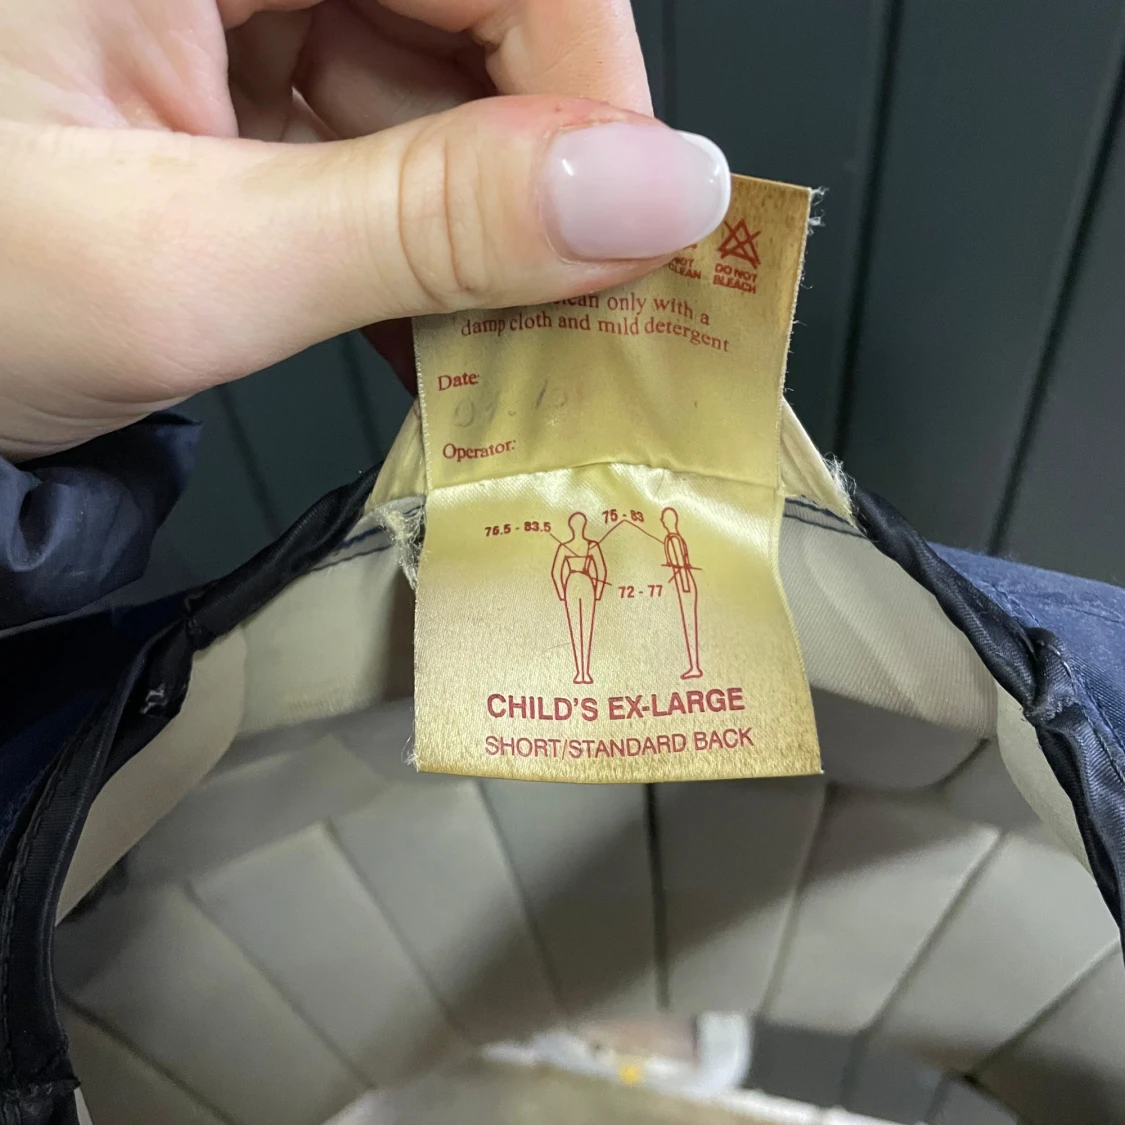 NOT
CLEAN
DO NOT
BLEACH
clean only with a
damp cloth and mild detergent
Date:
Operator:
76.5 - 83.5
75 - 83
72 - 77
CHILD'S EX-LARGE
SHORT/STANDARD BACK